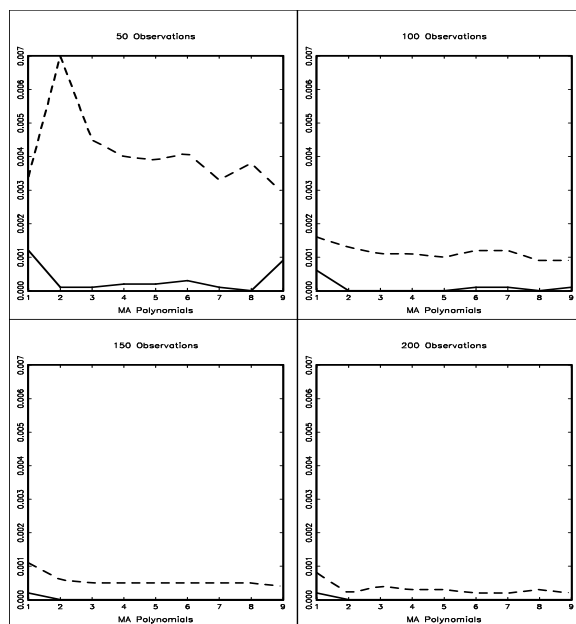 50 Observations
0.007
0.006
0.005
0.004
0.003
0.002
0.001
0.000
1 2 3 4 5 6 7 8 9
MA Polynomials
100 Observations
0.007
0.006
0.005
0.004
0.003
0.002
0.001
0.000
1 2 3 4 5 6 7 8 9
MA Polynomials
150 Observations
0.007
0.006
0.005
0.004
0.003
0.002
0.001
0.000
1 2 3 4 5 6 7 8 9
MA Polynomials
200 Observations
0.007
0.006
0.005
0.004
0.003
0.002
0.001
0.000
1 2 3 4 5 6 7 8 9
MA Polynomials